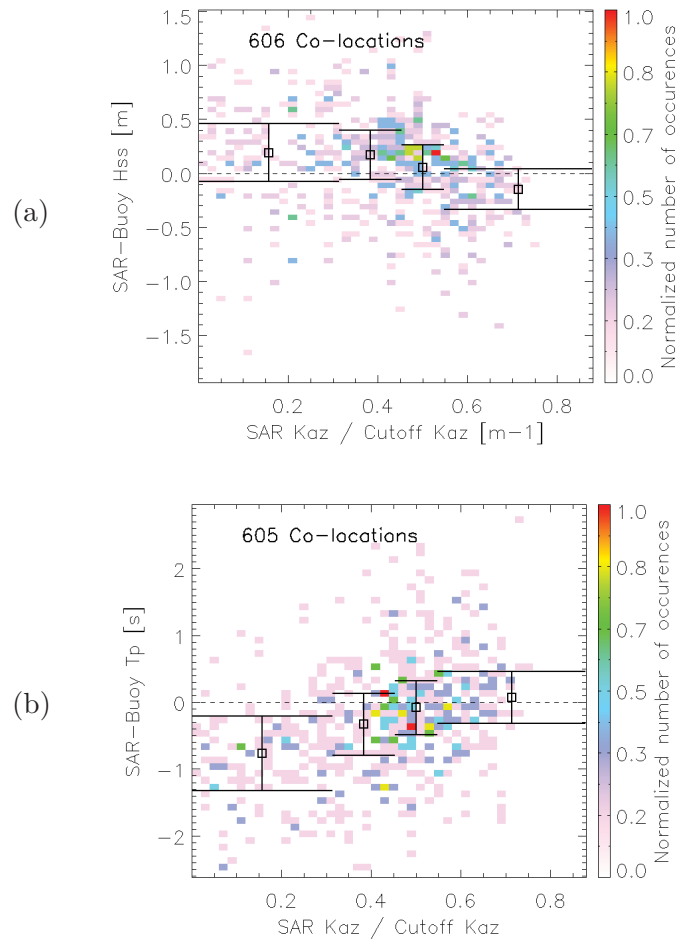 (a)
606 Co-locations
SAR-Buoy Hss [m]
1.5
1.0
0.5
0.0
-0.5
-1.0
-1.5
0.2 0.4 0.6 0.8
SAR Kaz / Cutoff Kaz [m-1]
1.0
0.8
0.7
0.5
0.3
0.2
0.0
Normalized number of occurences
(b)
605 Co-locations
SAR-Buoy Tp [s]
2
1
0
-1
-2
0.2 0.4 0.6 0.8
SAR Kaz / Cutoff Kaz
1.0
0.8
0.7
0.5
0.3
0.2
0.0
Normalized number of occurences